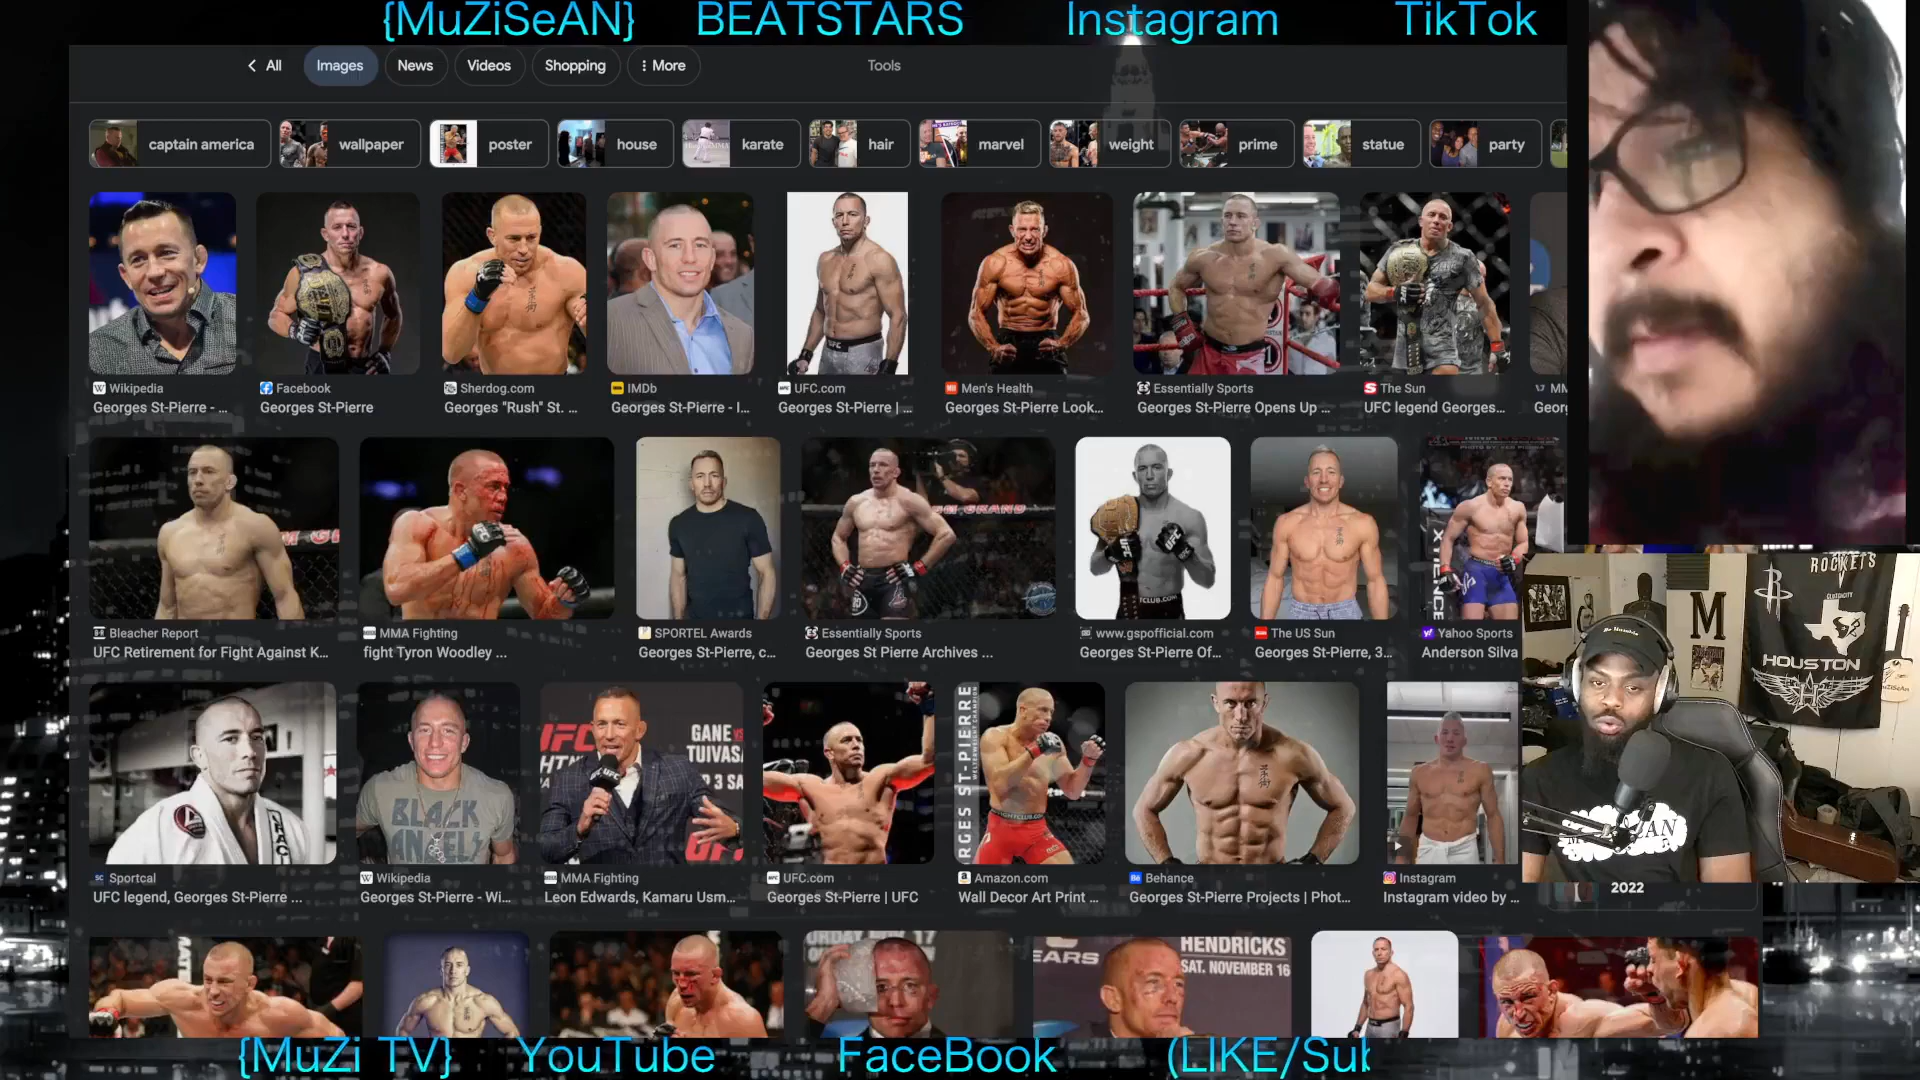 {MuZiSeAN} BEATSTARS Instagram TikTok
All Images News Videos Shopping More Tools
captain america wallpaper poster house karate hair marvel weight prime statue party
Wikipedia Facebook Sherdog.com IMDb UFC.com Men's Health Essentially Sports The Sun
Georges St-Pierre - ... Georges St-Pierre Georges "Rush" St. ... Georges St-Pierre - I... Georges St-Pierre | ... Georges St-Pierre Look... Georges St-Pierre Opens Up ... UFC legend Georges...
ROCKETS
M
HOUSTON
Bleacher Report MMA Fighting SPORTEL Awards Essentially Sports www.gspofficial.com The US Sun Yahoo Sports
UFC Retirement for Fight Against K... fight Tyron Woodley ... Georges St-Pierre, c... Georges St Pierre Archives ... Georges St-Pierre Of... Georges St-Pierre, 3... Anderson Silva
BLACK
ANGELS
UFC
GANE
TUIVASA
Sportcal Wikipedia MMA Fighting UFC.com Amazon.com Behance Instagram
UFC legend, Georges St-Pierre ... Georges St-Pierre - Wi... Leon Edwards, Kamaru Usm... Georges St-Pierre | UFC Wall Decor Art Print ... Georges St-Pierre Projects | Phot... Instagram video by ...
2022
HENDRICKS
SAT. NOVEMBER 16
{MuZi TV} YouTube FaceBook (LIKE/Sub